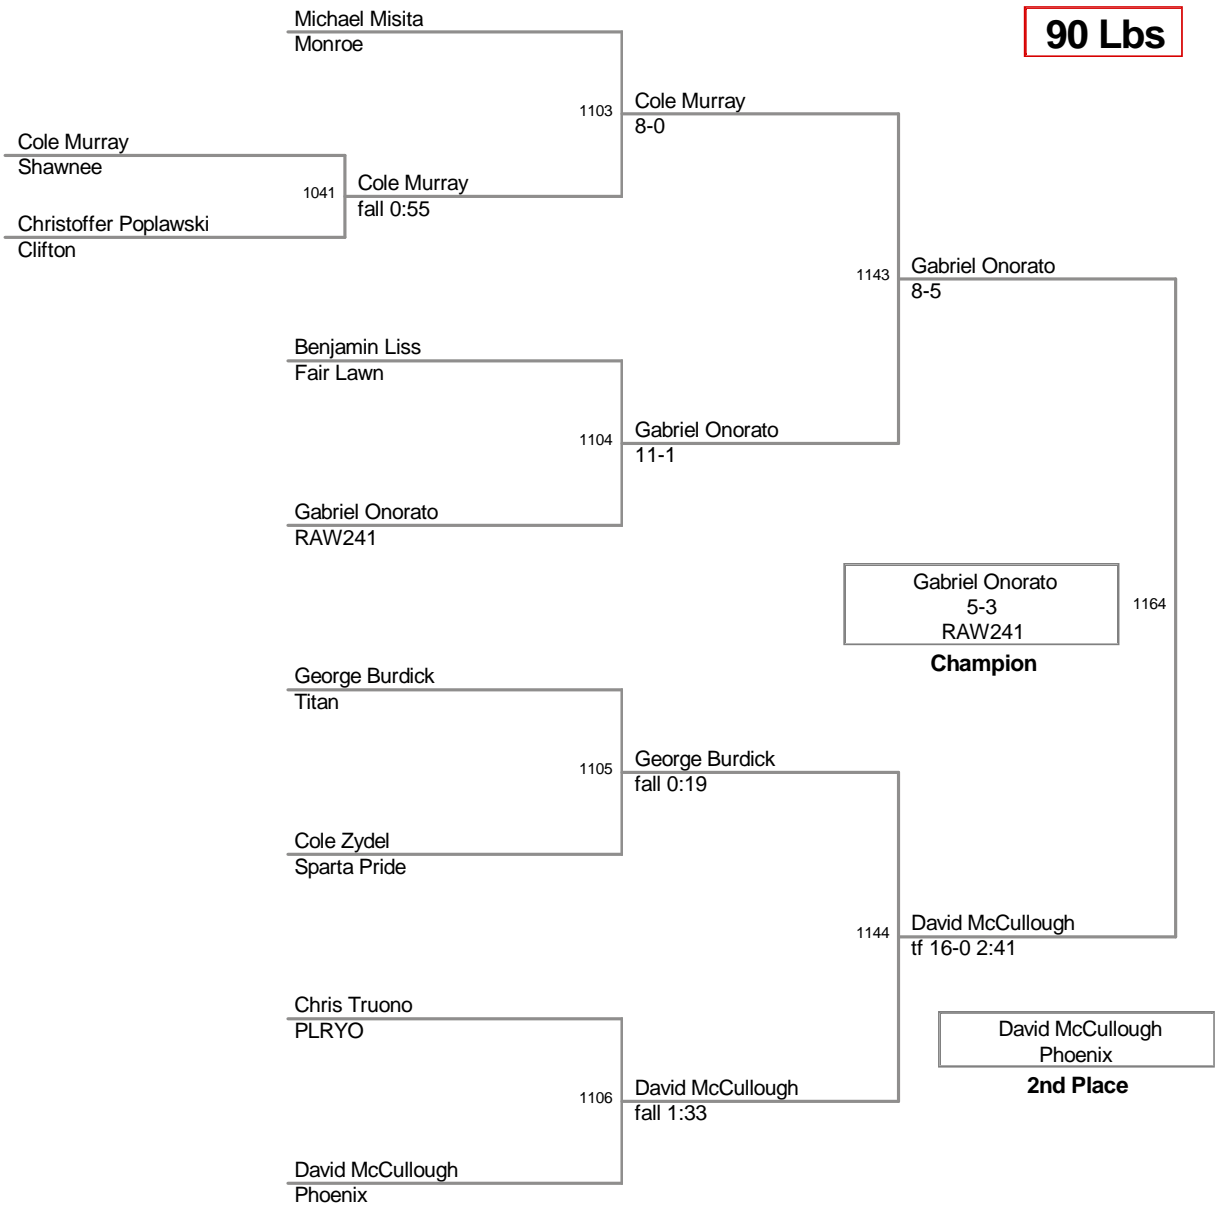 Michael Misita
Monroe
90 Lbs
1103
Cole Murray
8-0
Cole Murray
Shawnee
1041
Cole Murray
fall 0:55
Christoffer Poplawski
Clifton
1143
Gabriel Onorato
8-5
Benjamin Liss
Fair Lawn
1104
Gabriel Onorato
11-1
Gabriel Onorato
RAW241
Gabriel Onorato
5-3
RAW241
1164
Champion
George Burdick
Titan
1105
George Burdick
fall 0:19
Cole Zydel
Sparta Pride
1144
David McCullough
tf 16-0 2:41
Chris Truono
PLRYO
David McCullough
Phoenix
2nd Place
1106
David McCullough
fall 1:33
David McCullough
Phoenix